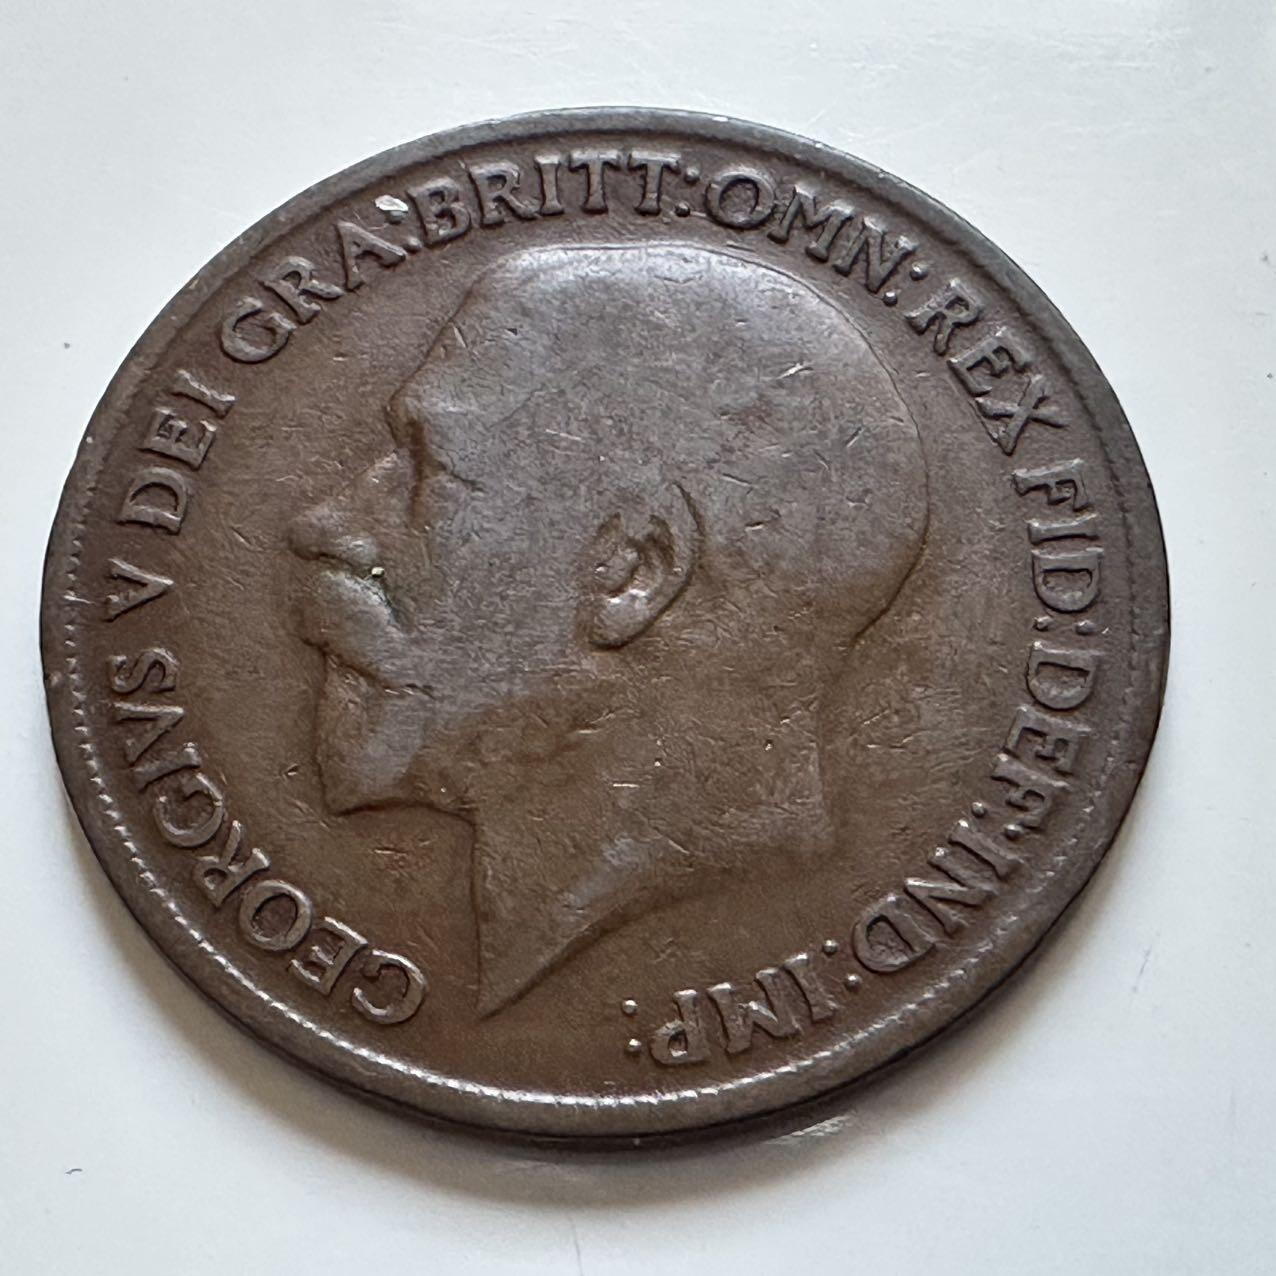 GEORGIVS V DEI GRA:BRITT:OMN:REX FID:DEF:IND:IMP: